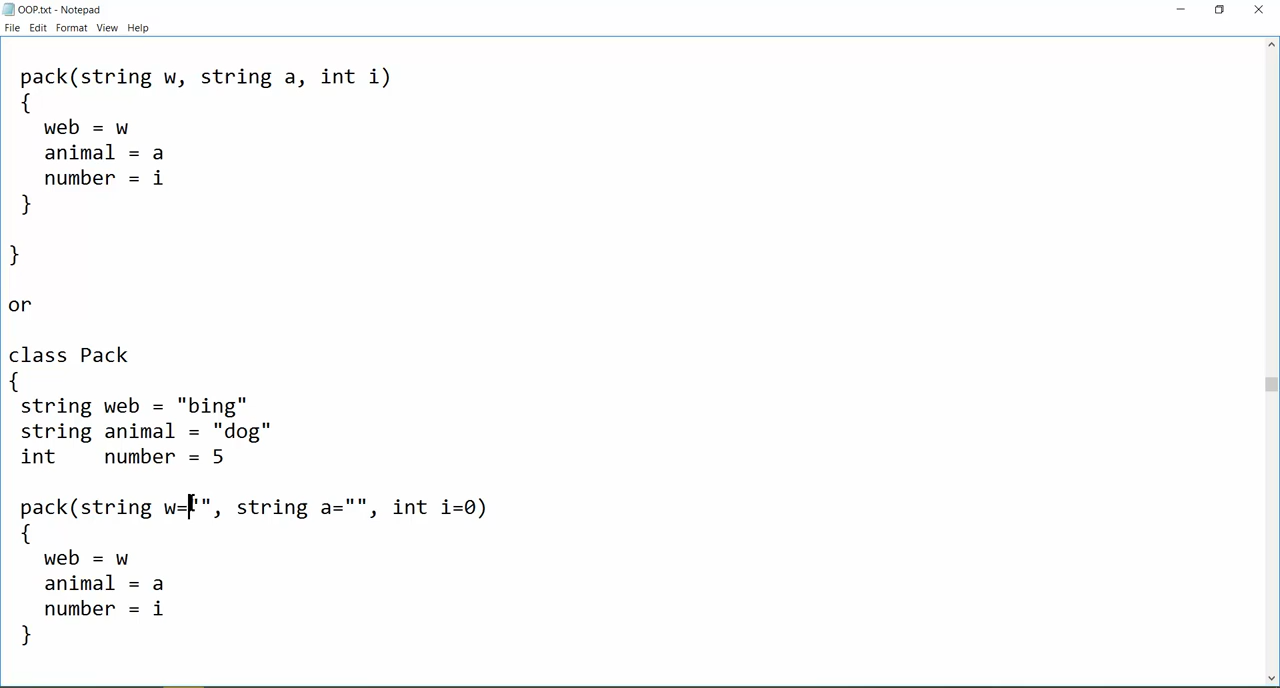 OOP.txt - Notepad
File Edit Format View Help
pack(string w, string a, int i)
{
web = w
animal = a
number = i
}
}
or
class Pack
{
string web = "bing"
string animal = "dog"
int number = 5
pack(string w="", string a="", int i=0)
{
web = w
animal = a
number = i
}